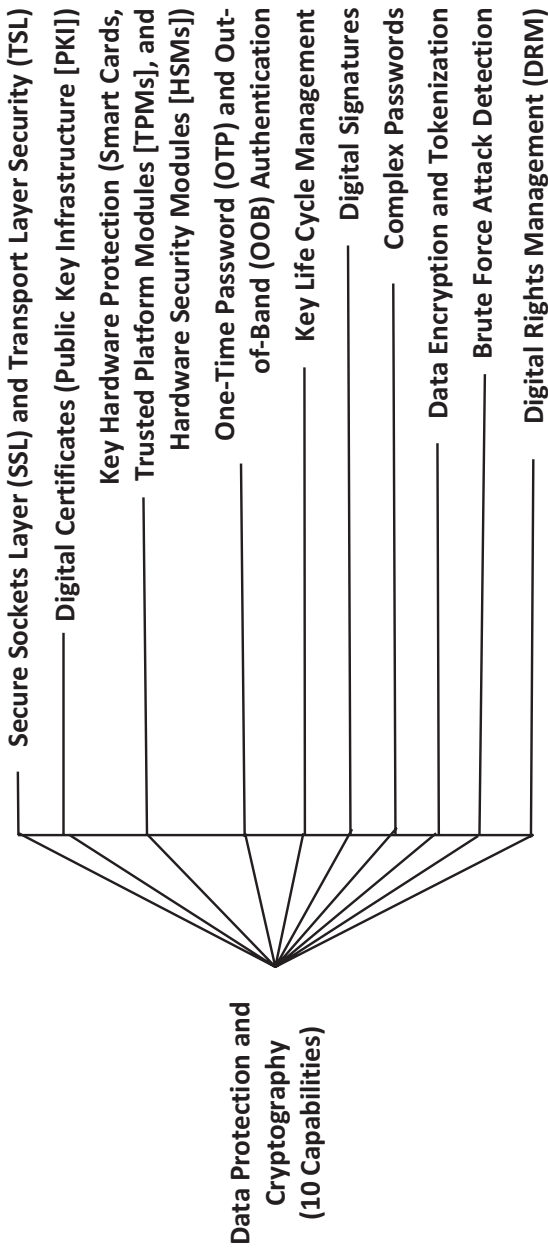 Data Protection and
Cryptography
(10 Capabilities)
Secure Sockets Layer (SSL) and Transport Layer Security (TSL)
Digital Certificates (Public Key Infrastructure [PKI])
Key Hardware Protection (Smart Cards,
Trusted Platform Modules [TPMs], and
Hardware Security Modules [HSMs])
One-Time Password (OTP) and Out-
of-Band (OOB) Authentication
Key Life Cycle Management
Digital Signatures
Complex Passwords
Data Encryption and Tokenization
Brute Force Attack Detection
Digital Rights Management (DRM)